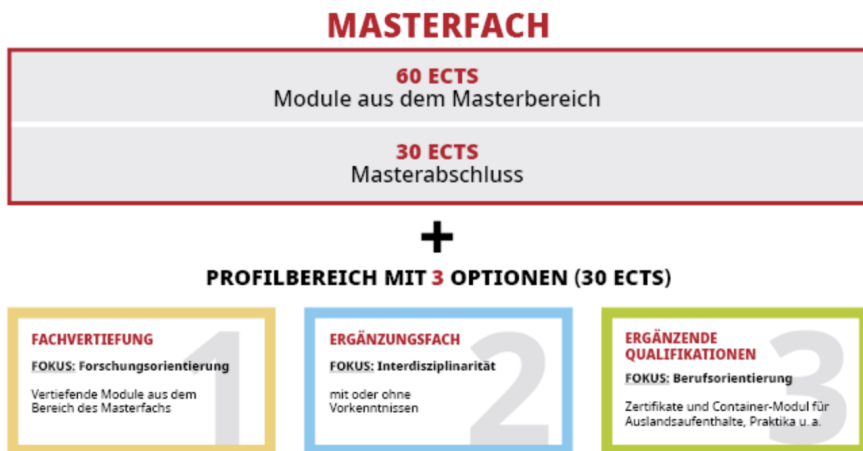 MASTERFACH
60 ECTS
Module aus dem Masterbereich
30 ECTS
Masterabschluss
+
PROFILBEREICH MIT 3 OPTIONEN (30 ECTS)
1
FACHVERTIEFUNG
FOKUS: Forschungsorientierung
Vertiefende Module aus dem
Bereich des Masterfachs
2
ERGÄNZUNGSFACH
FOKUS: Interdisziplinarität
mit oder ohne
Vorkenntnissen
3
ERGÄNZENDE
QUALIFIKATIONEN
FOKUS: Berufsorientierung
Zertifikate und Container-Modul für
Auslandsaufenthalte, Praktika u.a.